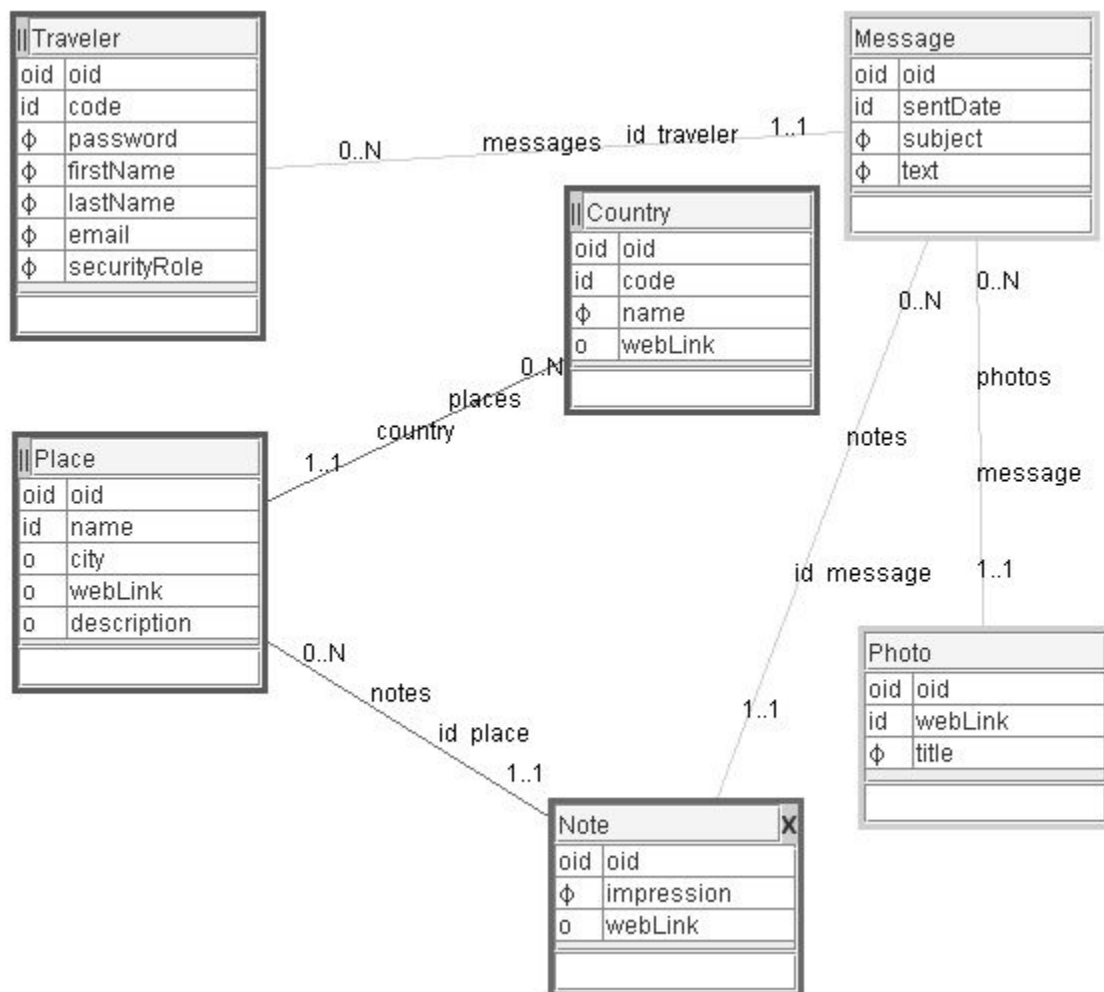 || Traveler
oid oid
id code
ϕ password
ϕ firstName
ϕ lastName
ϕ email
ϕ securityRole
Message
oid oid
id sentDate
ϕ subject
ϕ text
0..N messages id traveler 1..1
|| Country
oid oid
id code
ϕ name
o webLink
0..N
places
country
1..1
|| Place
oid oid
id name
o city
o webLink
o description
0..N
notes
id message
1..1
0..N
photos
message
1..1
0..N
notes
id place
1..1
Photo
oid oid
id webLink
ϕ title
Note X
oid oid
ϕ impression
o webLink